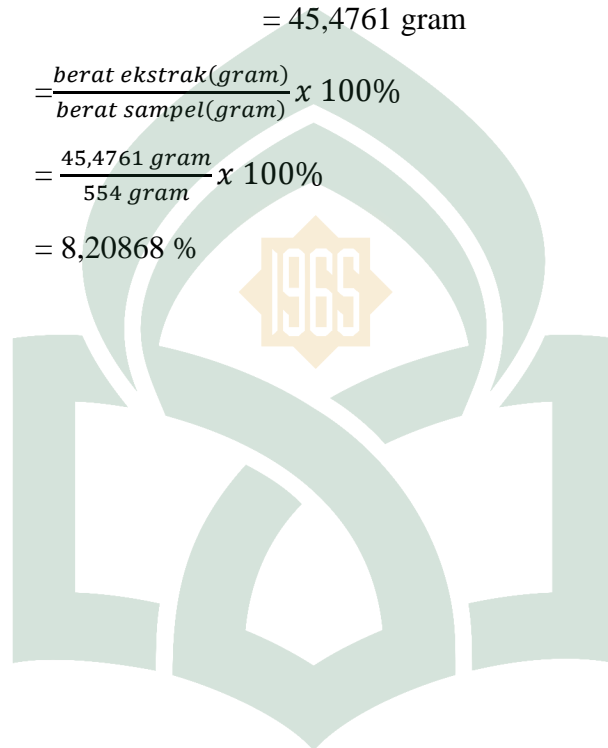 = 45,4761 gram
= berat ekstrak(gram) / berat sampel(gram) x 100%
= 45,4761 gram / 554 gram x 100%
= 8,20868 %
1965